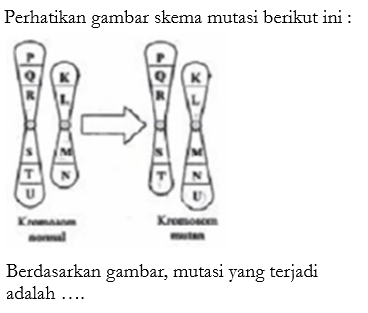 Perhatikan gambar skema mutasi berikut ini :
P P
Q K Q K
R L R L
S M S M
T N T N
U U
Kromosom Kromosom
normal mutan
Berdasarkan gambar, mutasi yang terjadi
adalah ....